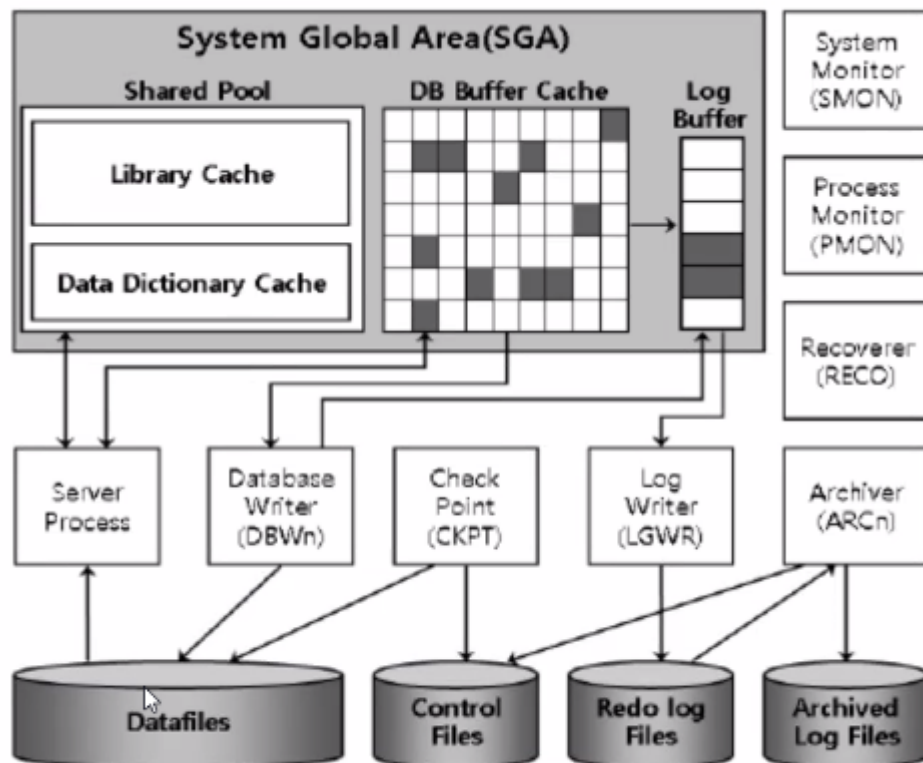 System Global Area(SGA)
Shared Pool
Library Cache
Data Dictionary Cache
DB Buffer Cache
Log
Buffer
System
Monitor
(SMON)
Process
Monitor
(PMON)
Recoverer
(RECO)
Server
Process
Database
Writer
(DBWn)
Check
Point
(CKPT)
Log
Writer
(LGWR)
Archiver
(ARCn)
Datafiles
Control
Files
Redo log
Files
Archived
Log Files